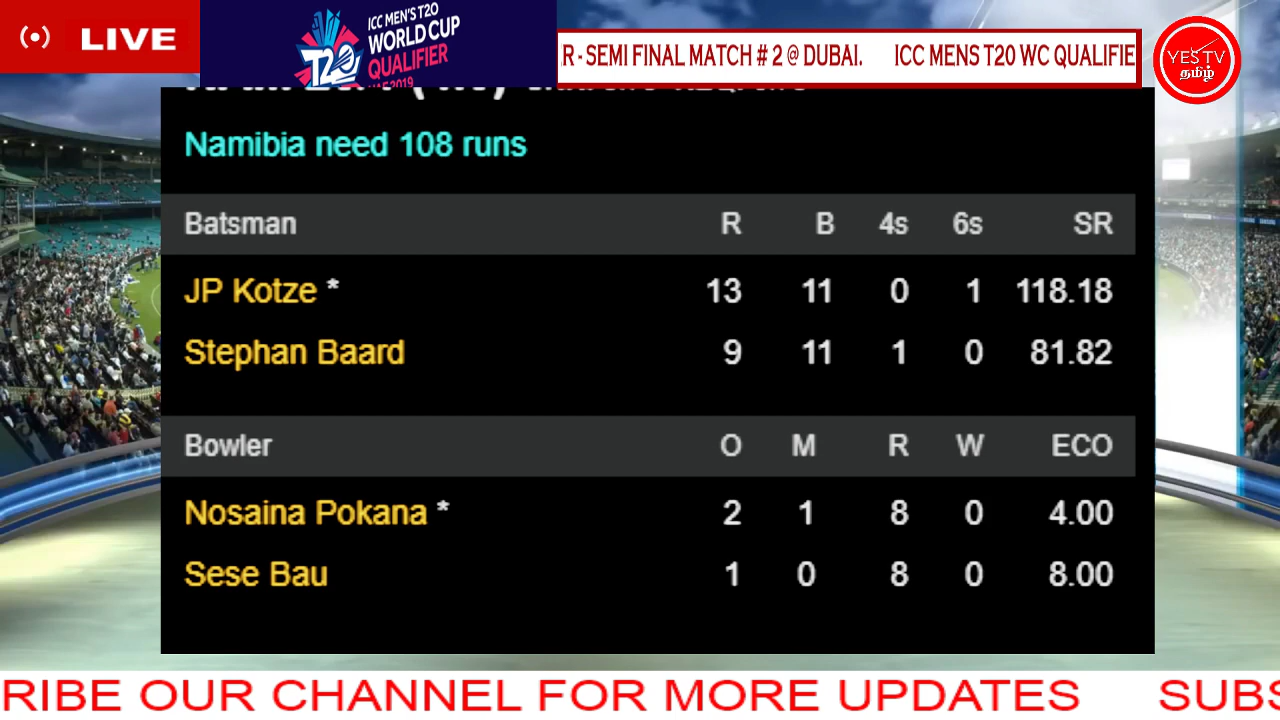 LIVE
ICC MEN'S T20
WORLD CUP
QUALIFIER
UAE 2019
R - SEMI FINAL MATCH # 2 @ DUBAI. ICC MENS T20 WC QUALIFIE
YES TV
தமிழ்
Namibia need 108 runs
Batsman R B 4s 6s SR
JP Kotze * 13 11 0 1 118.18
Stephan Baard 9 11 1 0 81.82
Bowler O M R W ECO
Nosaina Pokana * 2 1 8 0 4.00
Sese Bau 1 0 8 0 8.00
RIBE OUR CHANNEL FOR MORE UPDATES SUBS